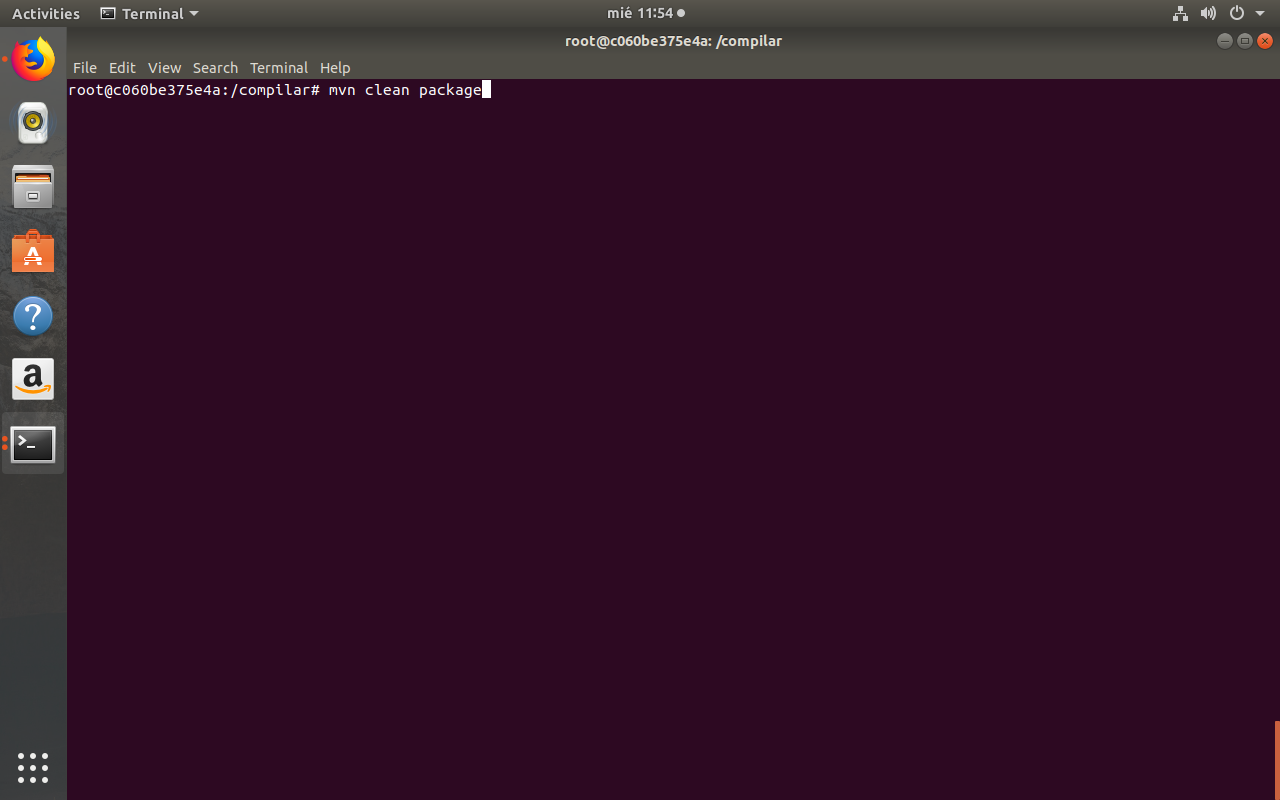 Activities Terminal mié 11:54
root@c060be375e4a: /compilar
File Edit View Search Terminal Help
root@c060be375e4a:/compilar# mvn clean package